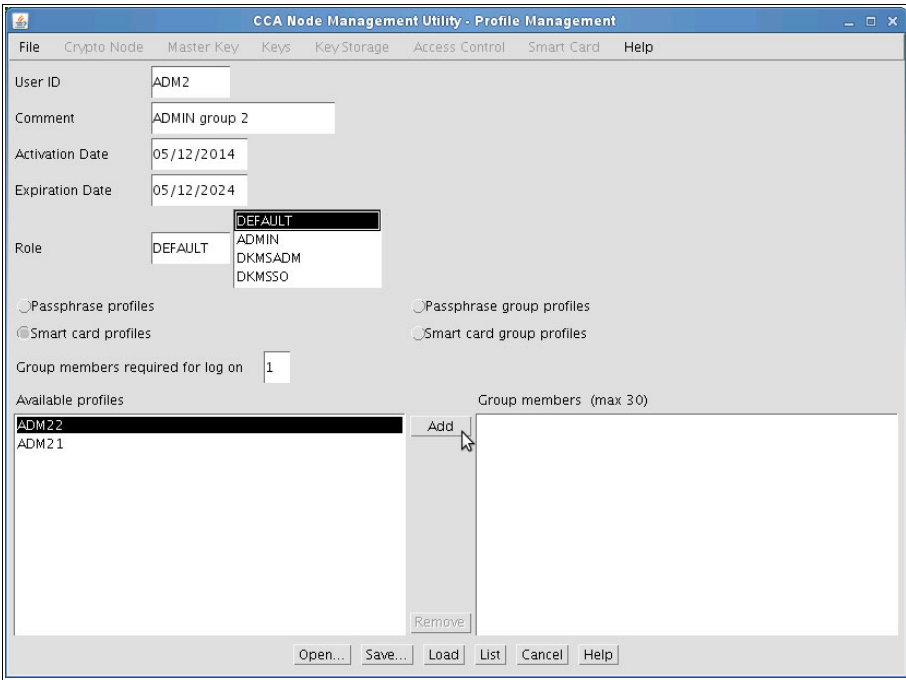 CCA Node Management Utility - Profile Management
File Crypto Node Master Key Keys Key Storage Access Control Smart Card Help
User ID ADM2
Comment ADMIN group 2
Activation Date 05/12/2014
Expiration Date 05/12/2024
Role DEFAULT
DEFAULT
ADMIN
DKMSADM
DKMSSO
Passphrase profiles Passphrase group profiles
Smart card profiles Smart card group profiles
Group members required for log on 1
Available profiles Group members (max 30)
ADM22
ADM21
Add
Remove
Open... Save... Load List Cancel Help